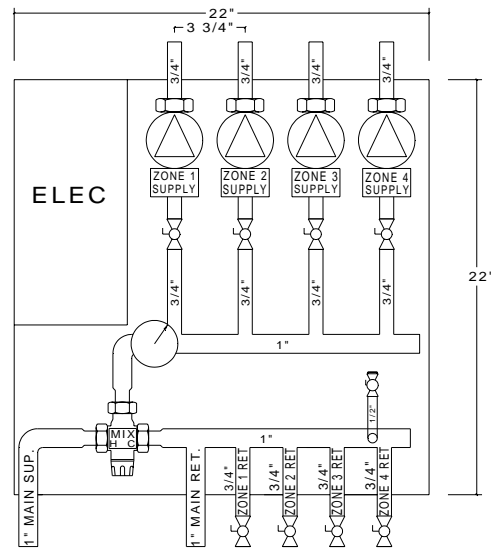 22"
3 3/4"
3/4" 3/4" 3/4" 3/4"
ZONE 1 SUPPLY
ZONE 2 SUPPLY
ZONE 3 SUPPLY
ZONE 4 SUPPLY
ELEC
22"
3/4" 3/4" 3/4" 3/4"
1"
1/2"
MIX
H C
1"
1" MAIN SUP.
1" MAIN RET.
3/4" ZONE 1 RET
3/4" ZONE 2 RET
3/4" ZONE 3 RET
3/4" ZONE 4 RET